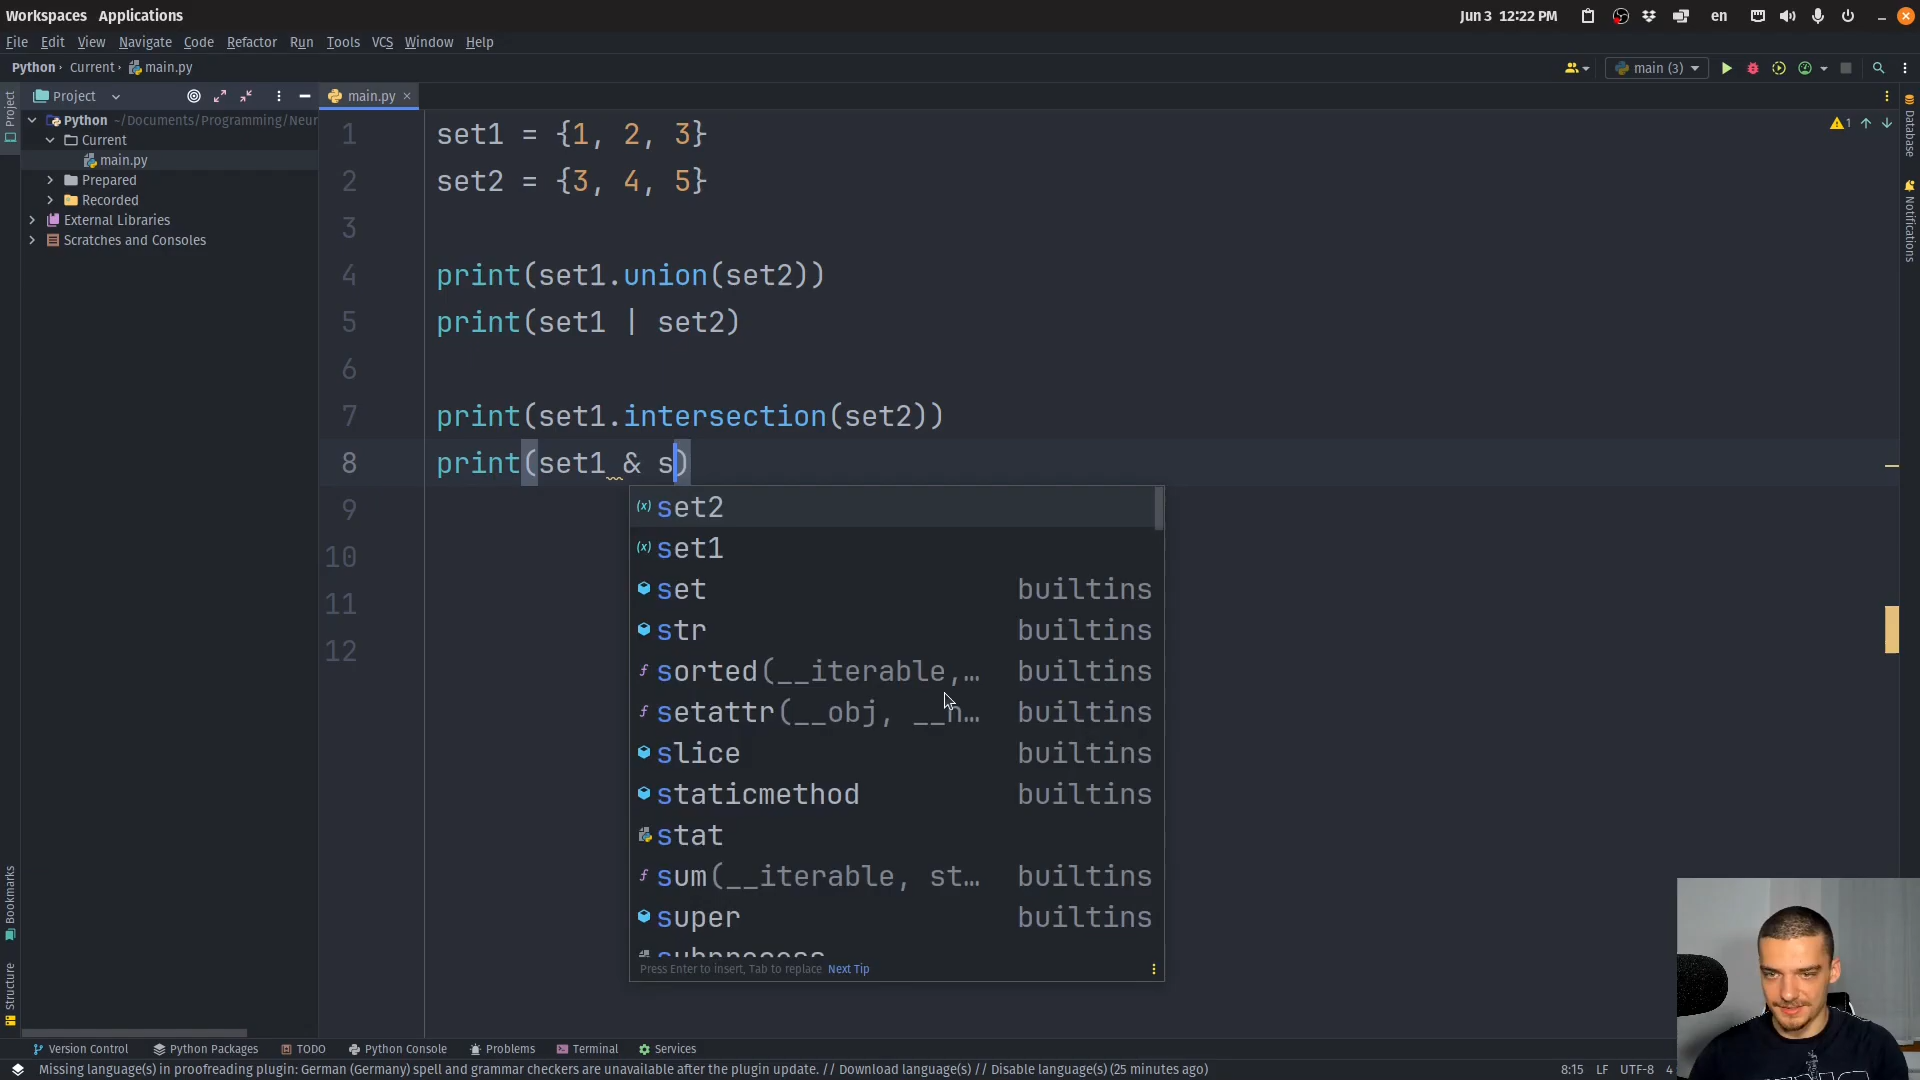 Workspaces Applications
Jun 3 12:22 PM
en
File Edit View Navigate Code Refactor Run Tools VCS Window Help
Python Current main.py
main (3)
Project
main.py
Python ~/Documents/Programming/Neur
Current
main.py
Prepared
Recorded
External Libraries
Scratches and Consoles
1 set1 = {1, 2, 3}
2 set2 = {3, 4, 5}
3
4 print(set1.union(set2))
5 print(set1 | set2)
6
7 print(set1.intersection(set2))
8 print(set1 & s)
9
10
11
12
set2
set1
set builtins
str builtins
sorted(__iterable,… builtins
setattr(__obj, __n… builtins
slice builtins
staticmethod builtins
stat
sum(__iterable, st… builtins
super builtins
subprocess
Press Enter to insert, Tab to replace Next Tip
1
Project
Bookmarks
Structure
Database
Notifications
Version Control Python Packages TODO Python Console Problems Terminal Services
Missing language(s) in proofreading plugin: German (Germany) spell and grammar checkers are unavailable after the plugin update. // Download language(s) // Disable language(s) (25 minutes ago)
8:15 LF UTF-8 4